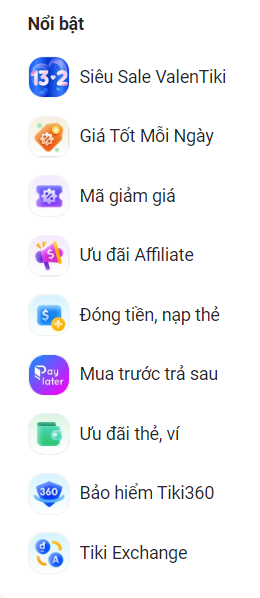 Nổi bật
13·2
Siêu Sale ValenTiki
Giá Tốt Mỗi Ngày
Mã giảm giá
$
Ưu đãi Affiliate
$
Đóng tiền, nạp thẻ
Pay
later
Mua trước trả sau
Ưu đãi thẻ, ví
360
Bảo hiểm Tiki360
đ
A
Tiki Exchange